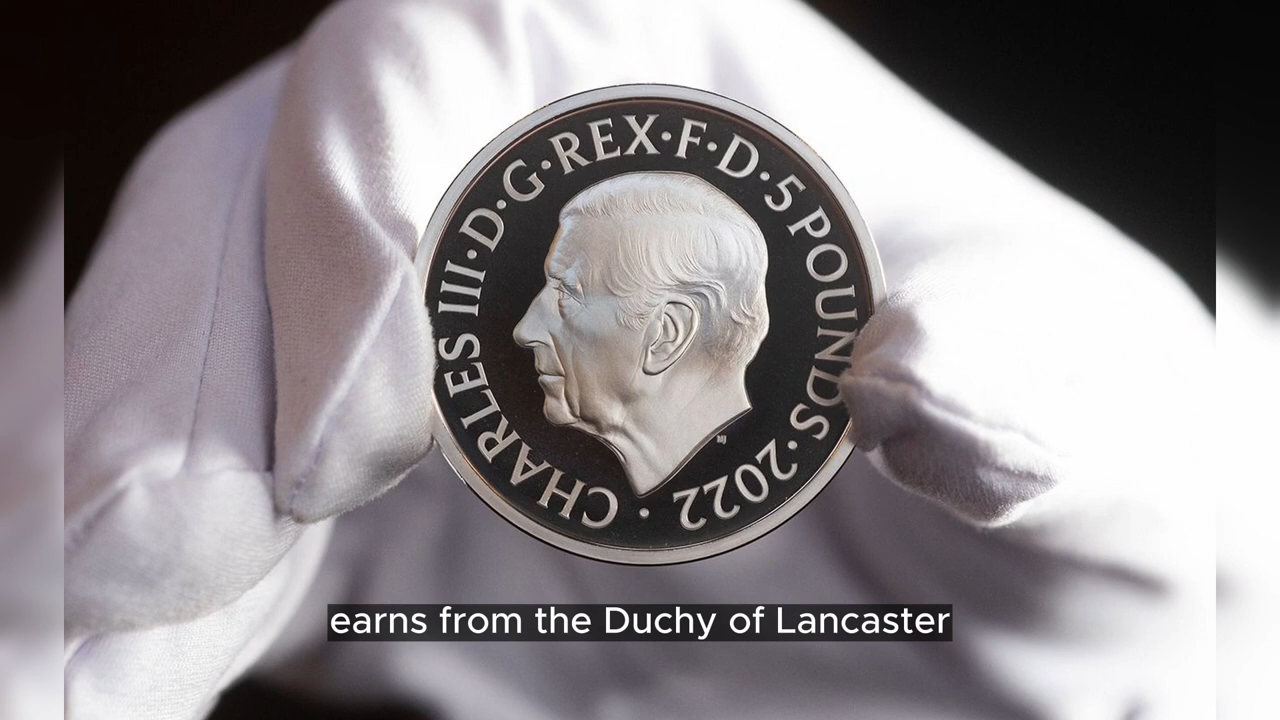 CHARLES III·D·G·REX·F·D·5 POUNDS·2022·
earns from the Duchy of Lancaster